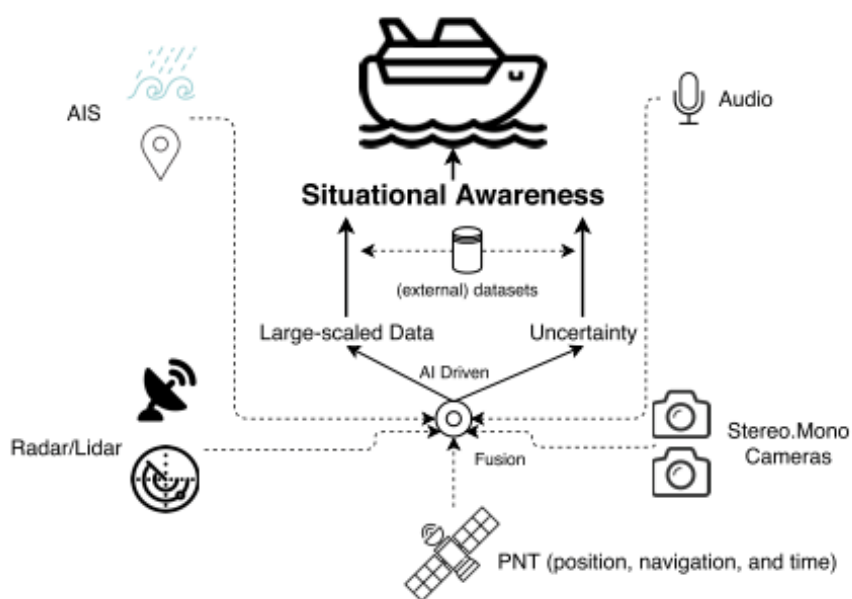 AIS
Audio
Situational Awareness
(external) datasets
Large-scaled Data
Uncertainty
AI Driven
Radar/Lidar
Fusion
Stereo.Mono
Cameras
PNT (position, navigation, and time)